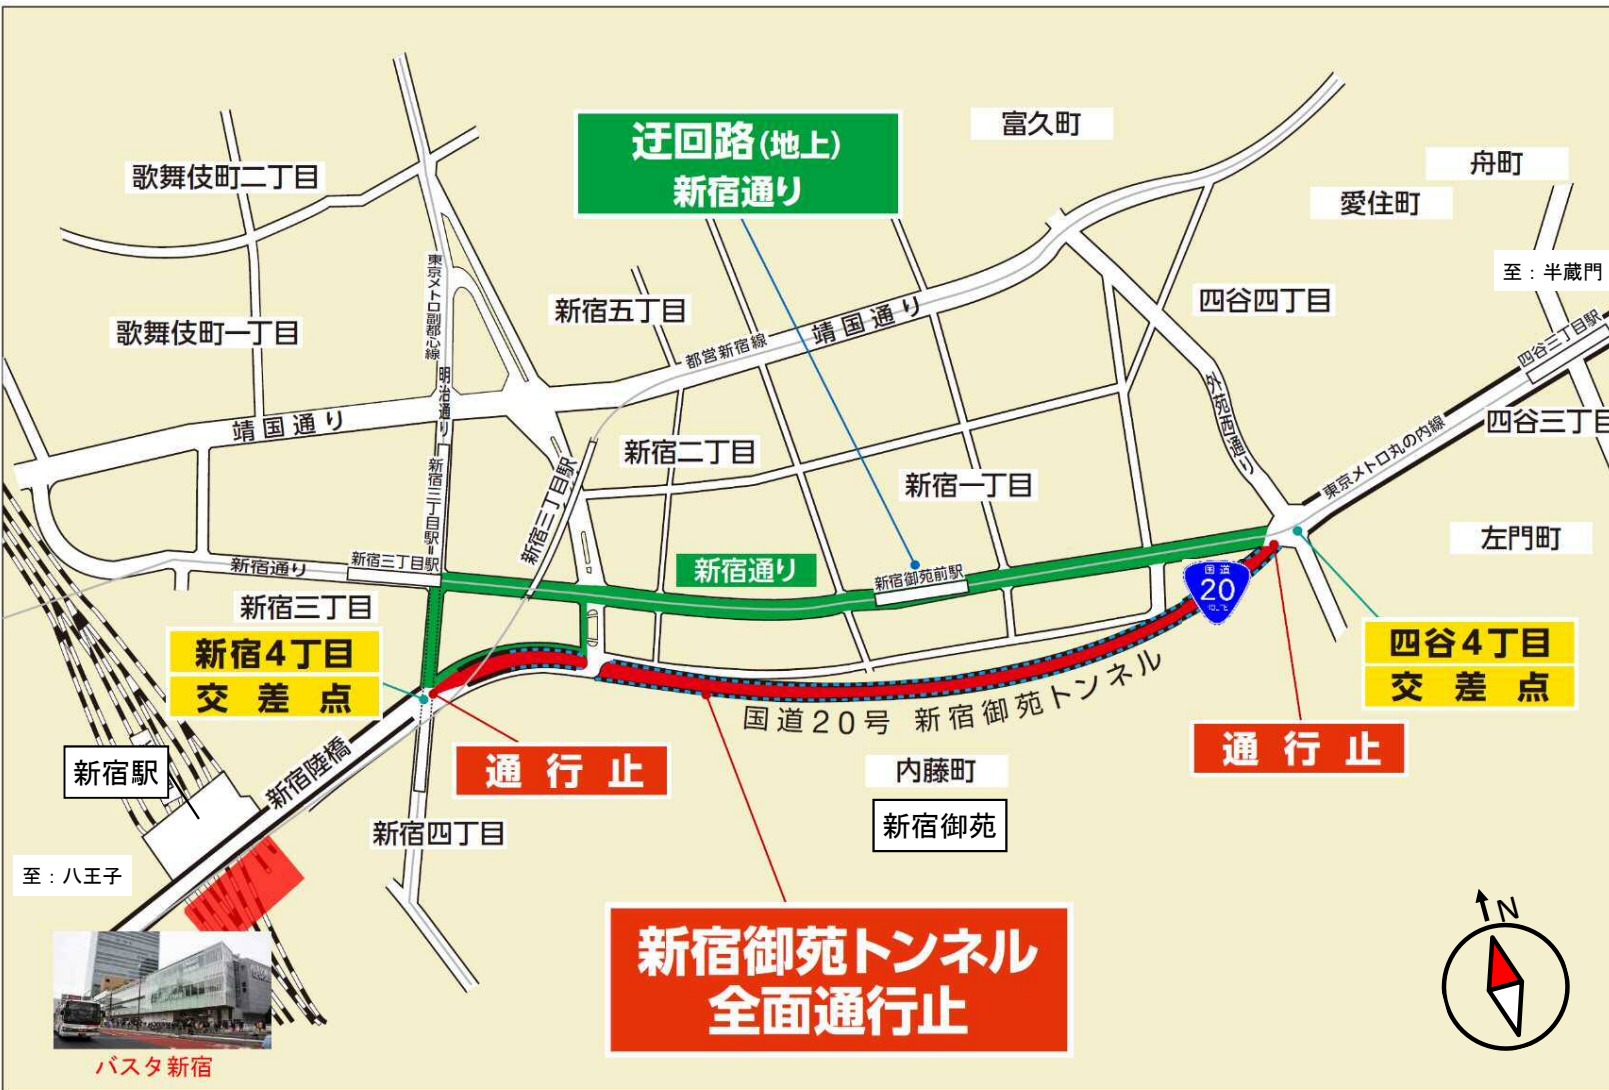 迂回路(地上)
新宿通り
富久町
舟町
愛住町
歌舞伎町二丁目
至：半蔵門
東京メトロ副都心線
新宿五丁目
四谷四丁目
歌舞伎町一丁目
靖国通り
都営新宿線
四谷三丁目駅
明治通り
外苑西通り
靖国通り
四谷三丁目
新宿二丁目
東京メトロ丸の内線
新宿三丁目駅
新宿三丁目駅
新宿一丁目
左門町
新宿通り
新宿三丁目駅
新宿通り
新宿御苑前駅
国道
20
新宿三丁目
新宿4丁目
交差点
四谷4丁目
交差点
国道20号 新宿御苑トンネル
通行止
通行止
新宿駅
新宿陸橋
内藤町
新宿御苑
新宿四丁目
至：八王子
新宿御苑トンネル
全面通行止
N
バスタ新宿